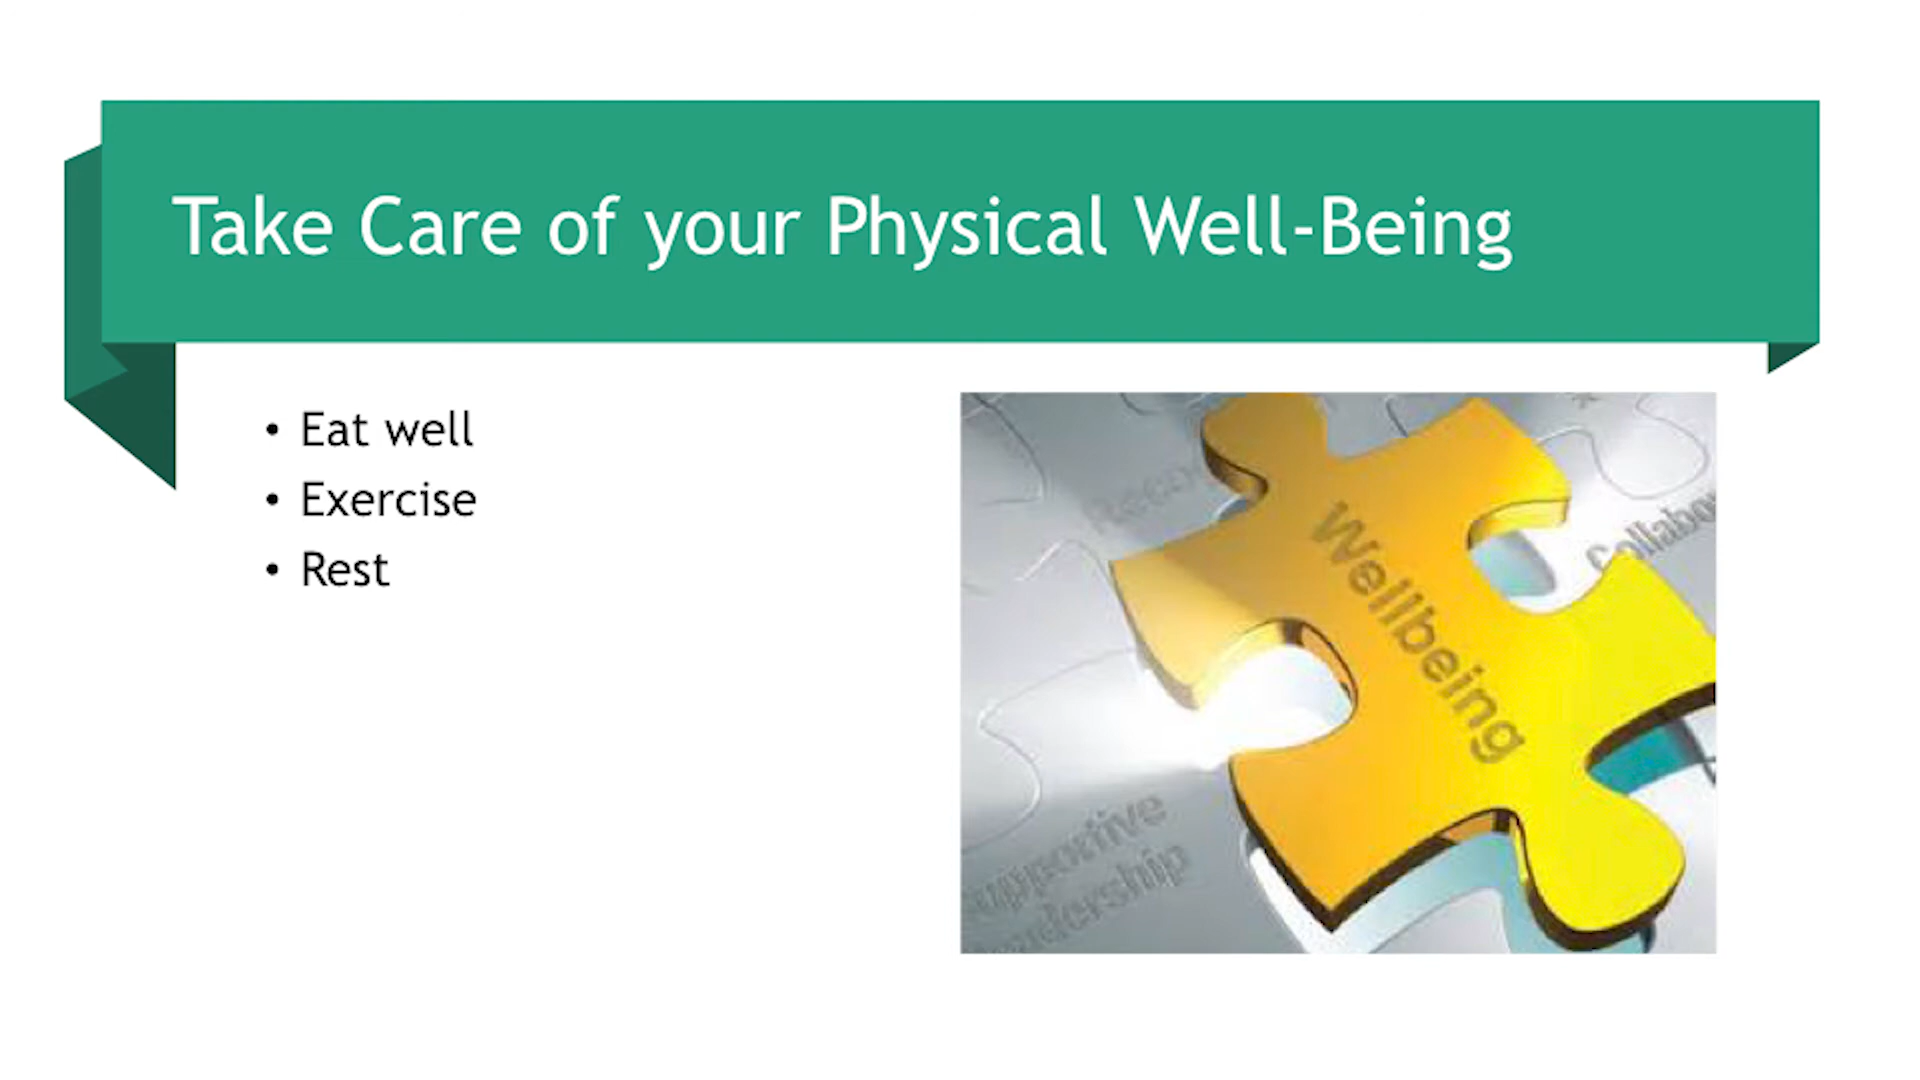 Take Care of your Physical Well-Being
• Eat well
• Exercise
• Rest
Wellbeing